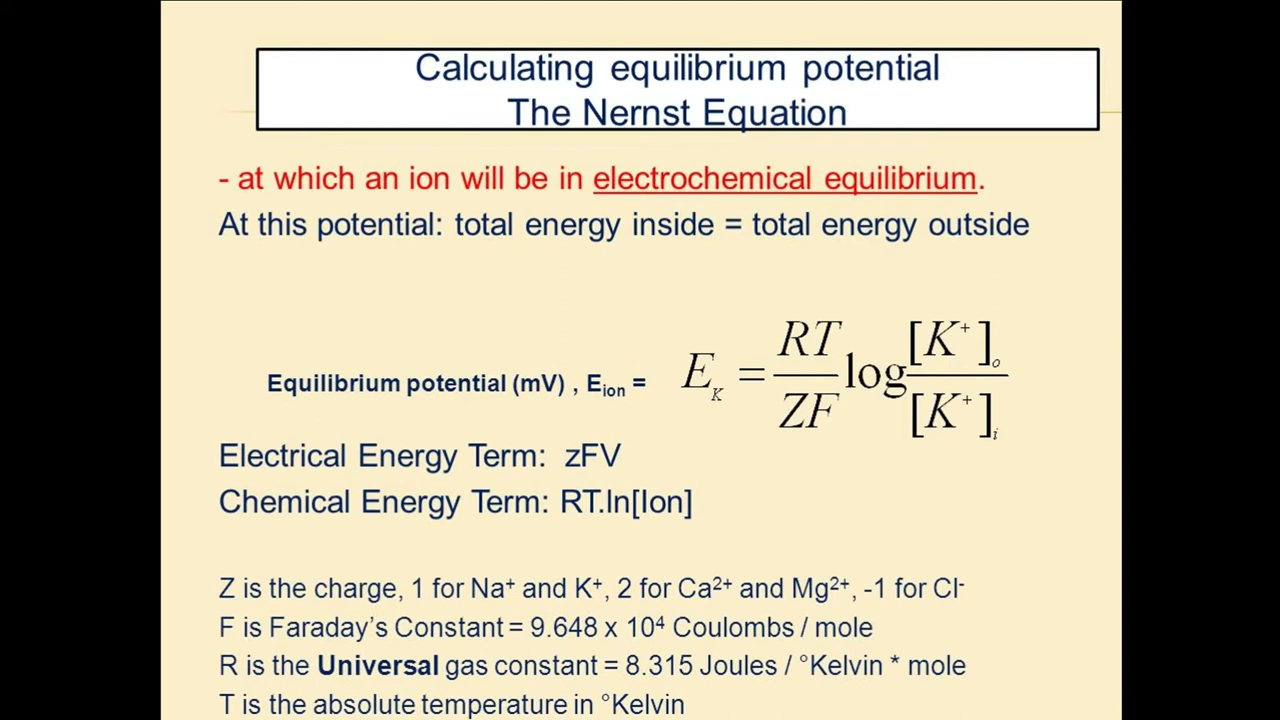 Calculating equilibrium potential
The Nernst Equation
- at which an ion will be in electrochemical equilibrium.
At this potential: total energy inside = total energy outside
Equilibrium potential (mV) , Eion = EK = RT/ZF log [K+]o/[K+]i
Electrical Energy Term: zFV
Chemical Energy Term: RT.ln[Ion]
Z is the charge, 1 for Na⁺ and K⁺, 2 for Ca²⁺ and Mg²⁺, -1 for Cl⁻
F is Faraday’s Constant = 9.648 x 10⁴ Coulombs / mole
R is the Universal gas constant = 8.315 Joules / °Kelvin * mole
T is the absolute temperature in °Kelvin